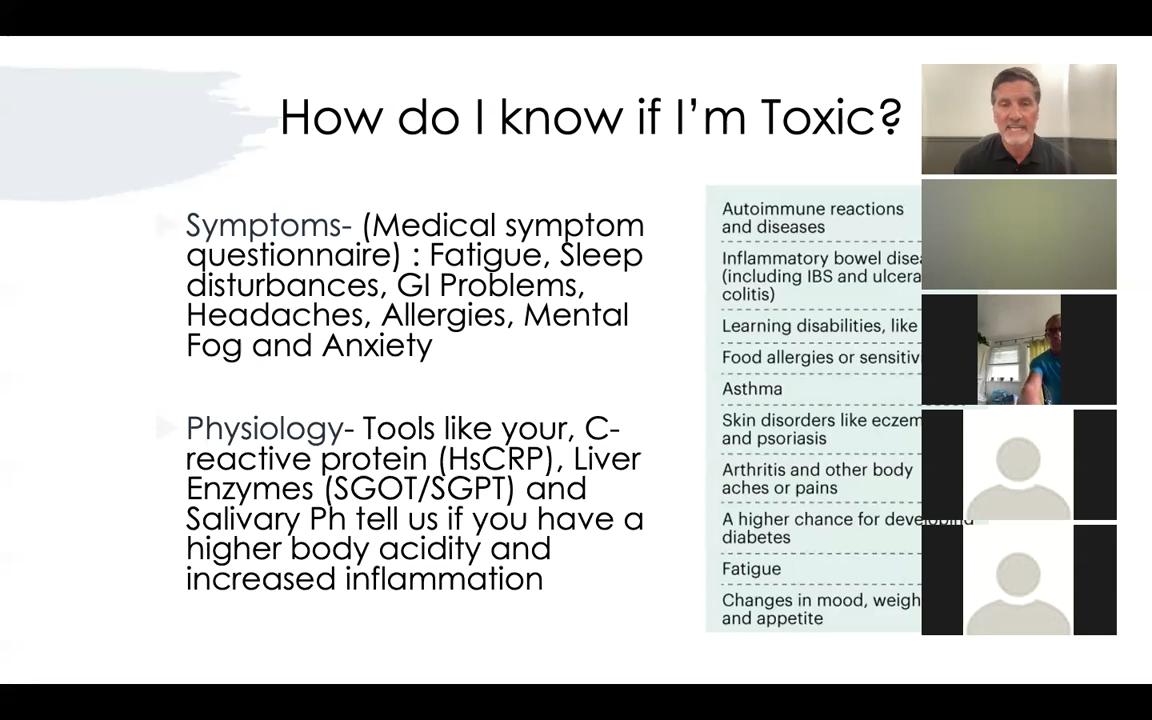 How do I know if I'm Toxic?
Symptoms- (Medical symptom
questionnaire) : Fatigue, Sleep
disturbances, GI Problems,
Headaches, Allergies, Mental
Fog and Anxiety
Physiology- Tools like your, C-
reactive protein (HsCRP), Liver
Enzymes (SGOT/SGPT) and
Salivary Ph tell us if you have a
higher body acidity and
increased inflammation
Autoimmune reactions
and diseases
Inflammatory bowel
(including IBS and
colitis)
Learning disabilities, like
Food allergies or
Asthma
Skin disorders like
and psoriasis
Arthritis and other body
aches or pains
A higher chance for developing
diabetes
Fatigue
Changes in mood,
and appetite